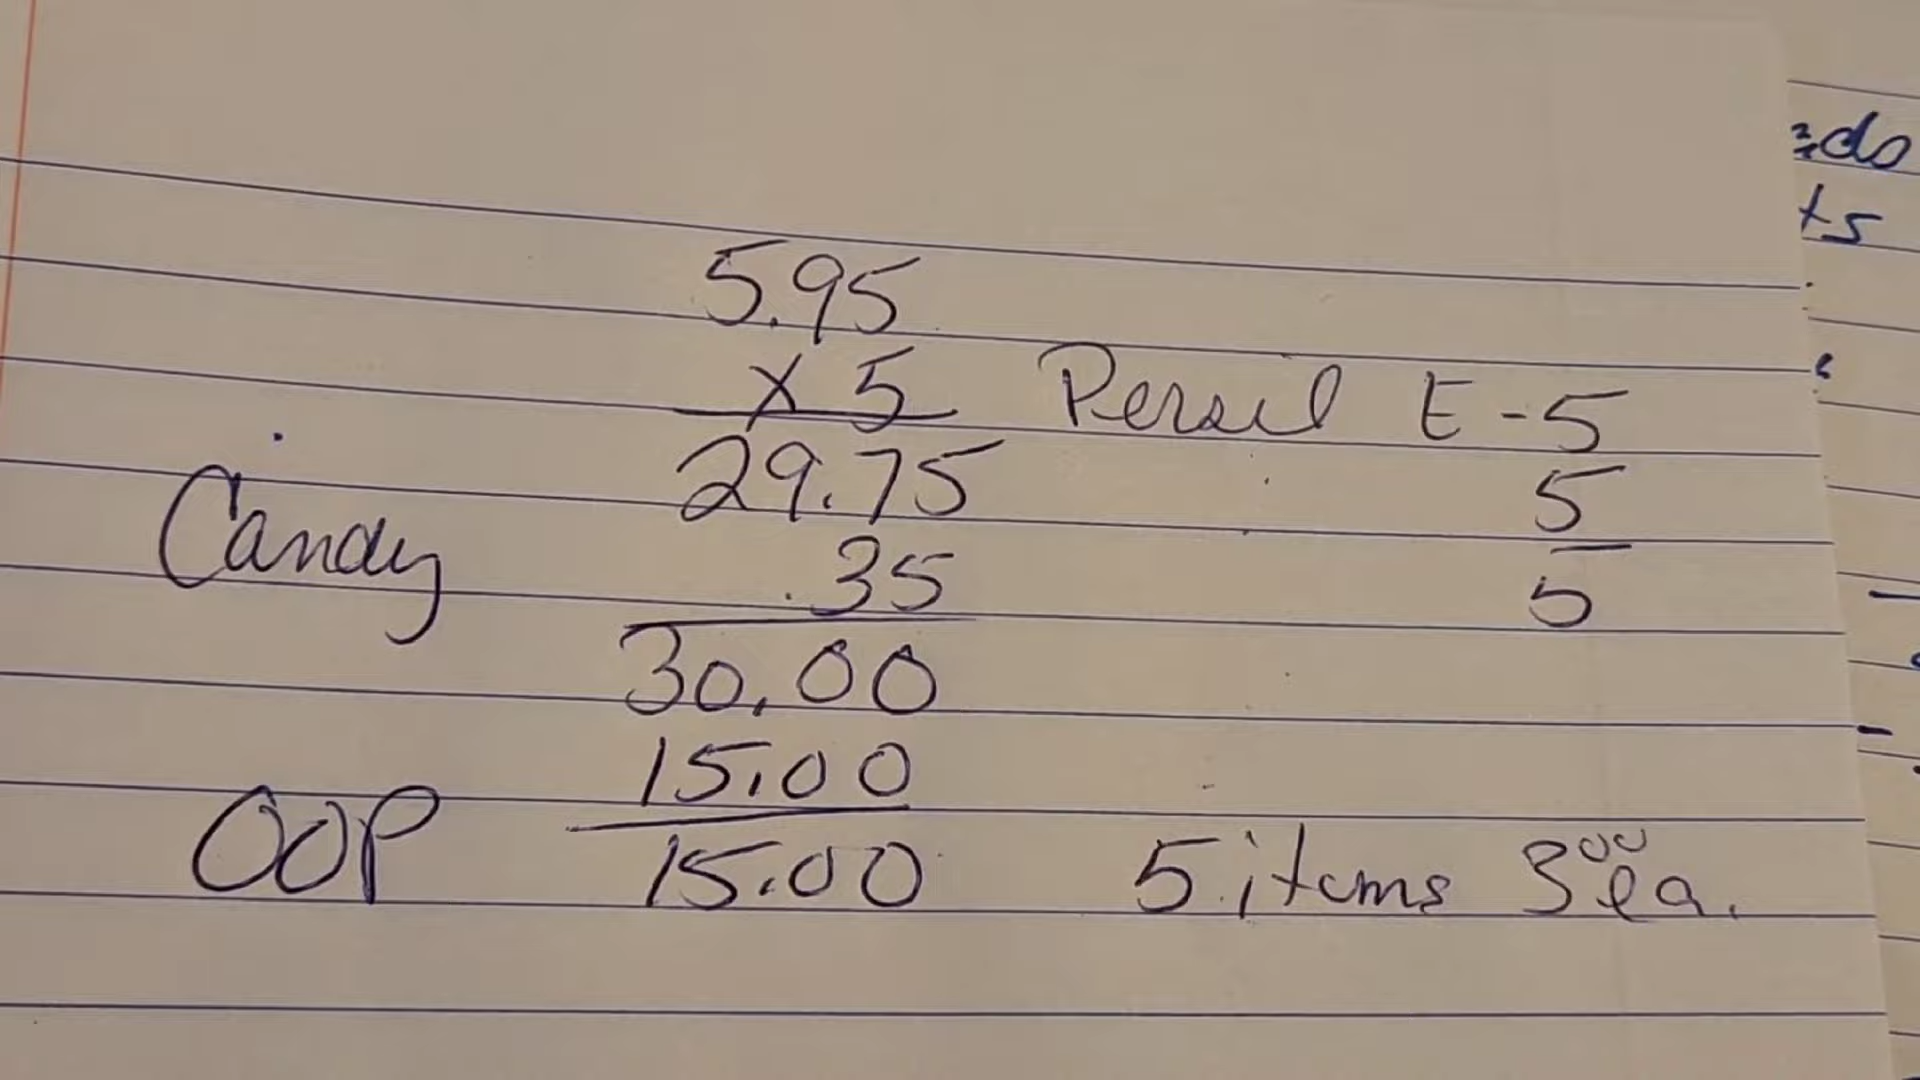 5.95
x 5 Persil E-5
29.75 5
Candy .35 5
30.00
15.00
OOP 15.00 5 items 3⁰⁰ ea.